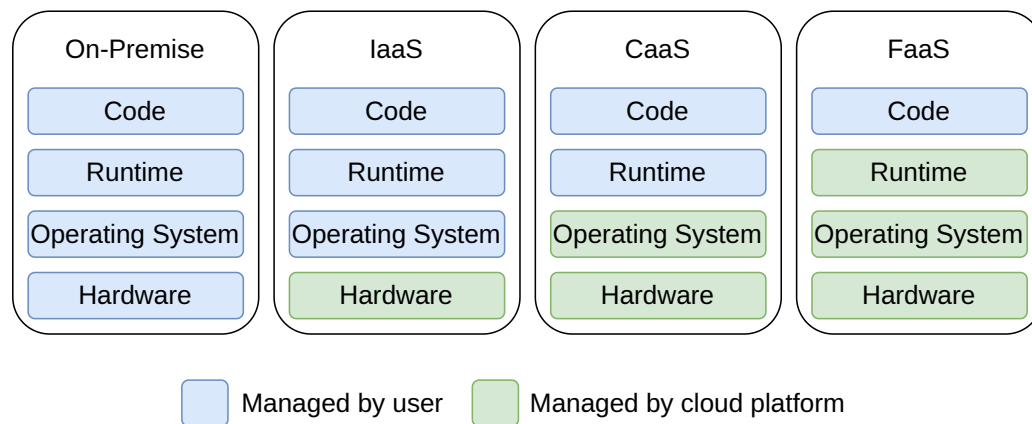 On-Premise
Code
Runtime
Operating System
Hardware
IaaS
Code
Runtime
Operating System
Hardware
CaaS
Code
Runtime
Operating System
Hardware
FaaS
Code
Runtime
Operating System
Hardware
Managed by user
Managed by cloud platform